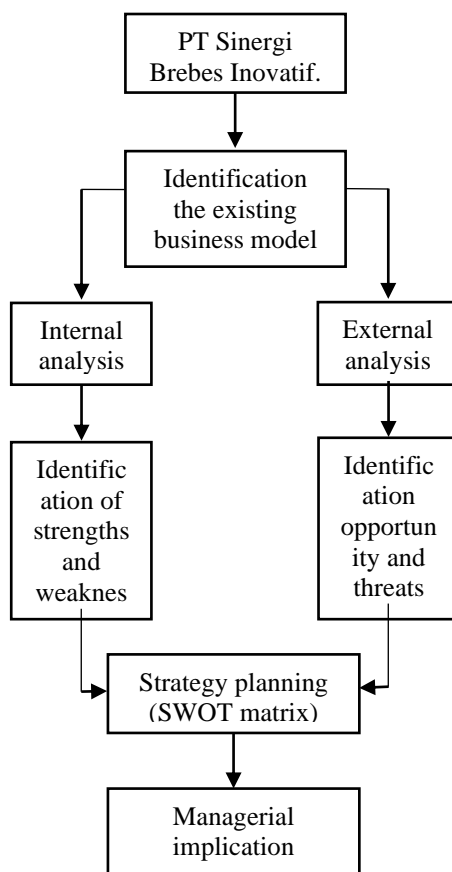 PT Sinergi
Brebes Inovatif.
Identification
the existing
business model
Internal
analysis
External
analysis
Identific
ation of
strengths
and
weaknes
Identific
ation
opportun
ity and
threats
Strategy planning
(SWOT matrix)
Managerial
implication